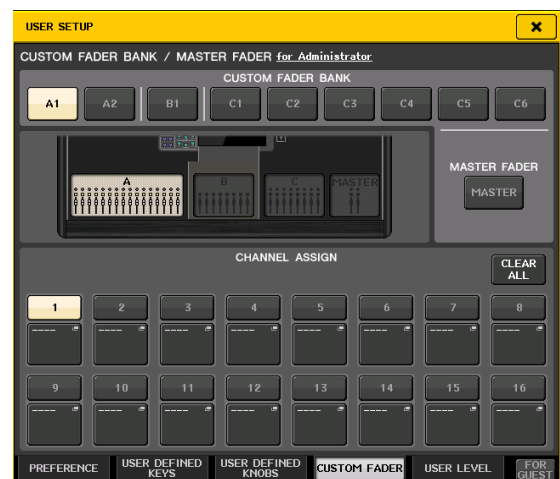 USER SETUP
CUSTOM FADER BANK / MASTER FADER for Administrator
CUSTOM FADER BANK
A1 A2 B1 C1 C2 C3 C4 C5 C6
A B C MASTER
MASTER FADER
MASTER
CHANNEL ASSIGN
CLEAR ALL
1 2 3 4 5 6 7 8
---- ---- ---- ---- ---- ---- ---- ----
9 10 11 12 13 14 15 16
---- ---- ---- ---- ---- ---- ---- ----
PREFERENCE USER DEFINED KEYS USER DEFINED KNOBS CUSTOM FADER USER LEVEL FOR GUEST